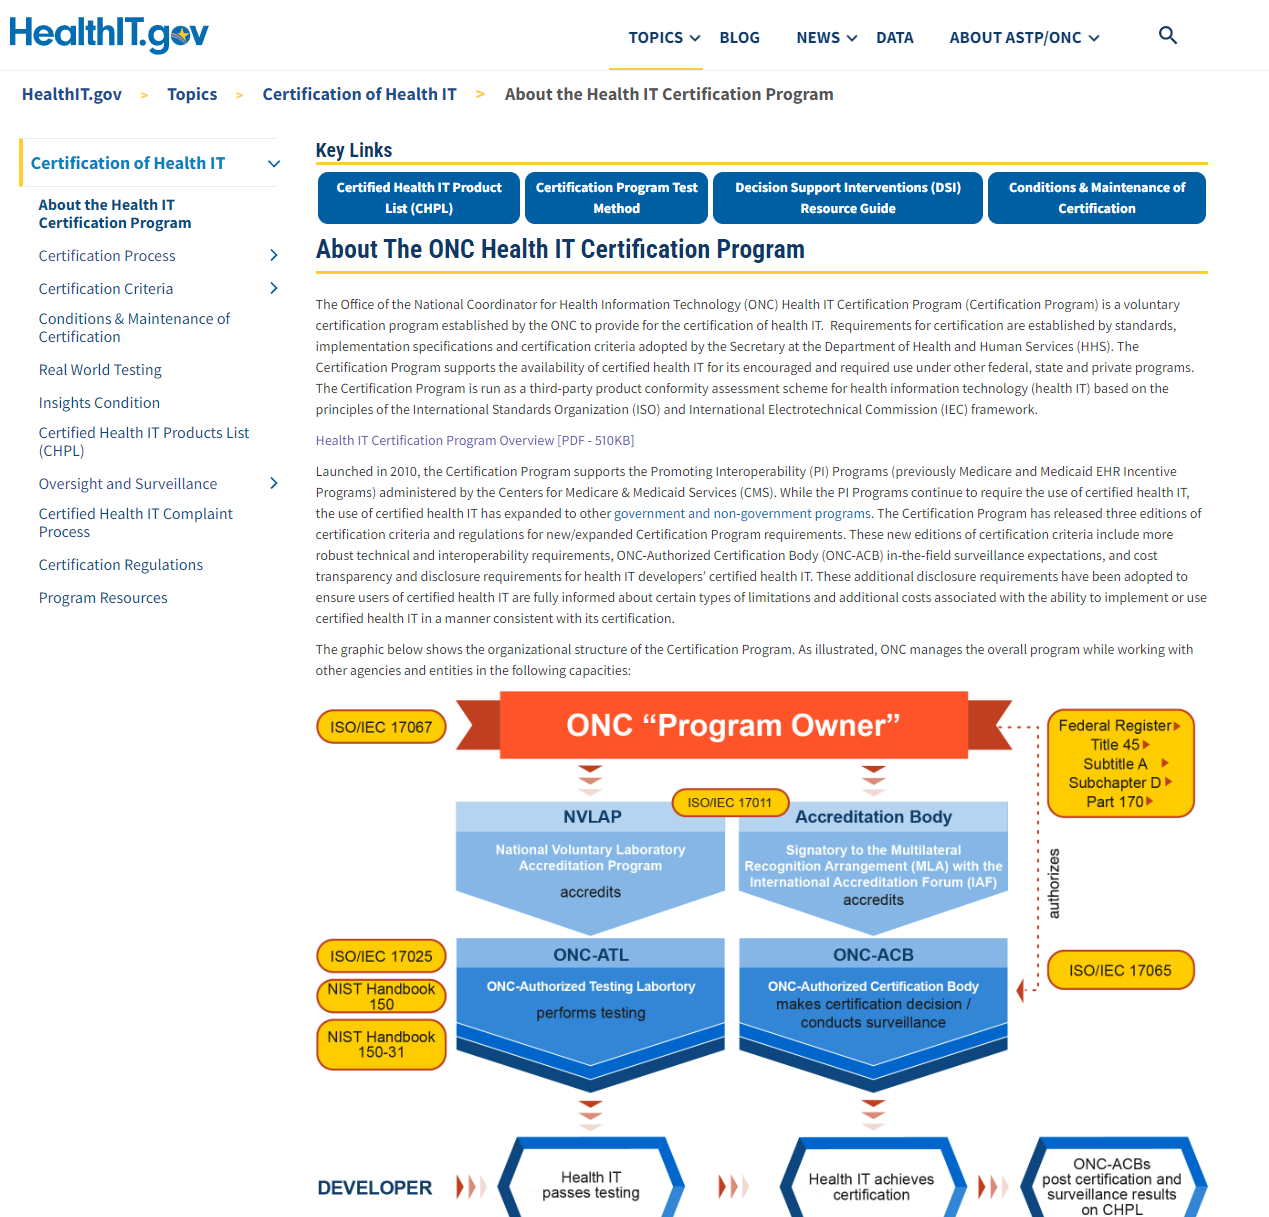 HealthIT.gov
TOPICS BLOG NEWS DATA ABOUT ASTP/ONC
HealthIT.gov > Topics > Certification of Health IT > About the Health IT Certification Program
Certification of Health IT
About the Health IT
Certification Program
Certification Process
Certification Criteria
Conditions & Maintenance of
Certification
Real World Testing
Insights Condition
Certified Health IT Products List
(CHPL)
Oversight and Surveillance
Certified Health IT Complaint
Process
Certification Regulations
Program Resources
Key Links
Certified Health IT Product
List (CHPL)
Certification Program Test
Method
Decision Support Interventions (DSI)
Resource Guide
Conditions & Maintenance of
Certification
About The ONC Health IT Certification Program
The Office of the National Coordinator for Health Information Technology (ONC) Health IT Certification Program (Certification Program) is a voluntary
certification program established by the ONC to provide for the certification of health IT.  Requirements for certification are established by standards,
implementation specifications and certification criteria adopted by the Secretary at the Department of Health and Human Services (HHS). The
Certification Program supports the availability of certified health IT for its encouraged and required use under other federal, state and private programs.
The Certification Program is run as a third-party product conformity assessment scheme for health information technology (health IT) based on the
principles of the International Standards Organization (ISO) and International Electrotechnical Commission (IEC) framework.
Health IT Certification Program Overview [PDF - 510KB]
Launched in 2010, the Certification Program supports the Promoting Interoperability (PI) Programs (previously Medicare and Medicaid EHR Incentive
Programs) administered by the Centers for Medicare & Medicaid Services (CMS). While the PI Programs continue to require the use of certified health IT,
the use of certified health IT has expanded to other government and non-government programs. The Certification Program has released three editions of
certification criteria and regulations for new/expanded Certification Program requirements. These new editions of certification criteria include more
robust technical and interoperability requirements, ONC-Authorized Certification Body (ONC-ACB) in-the-field surveillance expectations, and cost
transparency and disclosure requirements for health IT developers’ certified health IT. These additional disclosure requirements have been adopted to
ensure users of certified health IT are fully informed about certain types of limitations and additional costs associated with the ability to implement or use
certified health IT in a manner consistent with its certification.
The graphic below shows the organizational structure of the Certification Program. As illustrated, ONC manages the overall program while working with
other agencies and entities in the following capacities:
ISO/IEC 17067
ONC “Program Owner”
Federal Register
Title 45
Subtitle A
Subchapter D
Part 170
ISO/IEC 17011
NVLAP
National Voluntary Laboratory
Accreditation Program
accredits
Accreditation Body
Signatory to the Multilateral
Recognition Arrangement (MLA) with the
International Accreditation Forum (IAF)
accredits
authorizes
ISO/IEC 17025
NIST Handbook
150
NIST Handbook
150-31
ONC-ATL
ONC-Authorized Testing Labortory
performs testing
ONC-ACB
ONC-Authorized Certification Body
makes certification decision /
conducts surveillance
ISO/IEC 17065
DEVELOPER
Health IT
passes testing
Health IT achieves
certification
ONC-ACBs
post certification and
surveillance results
on CHPL